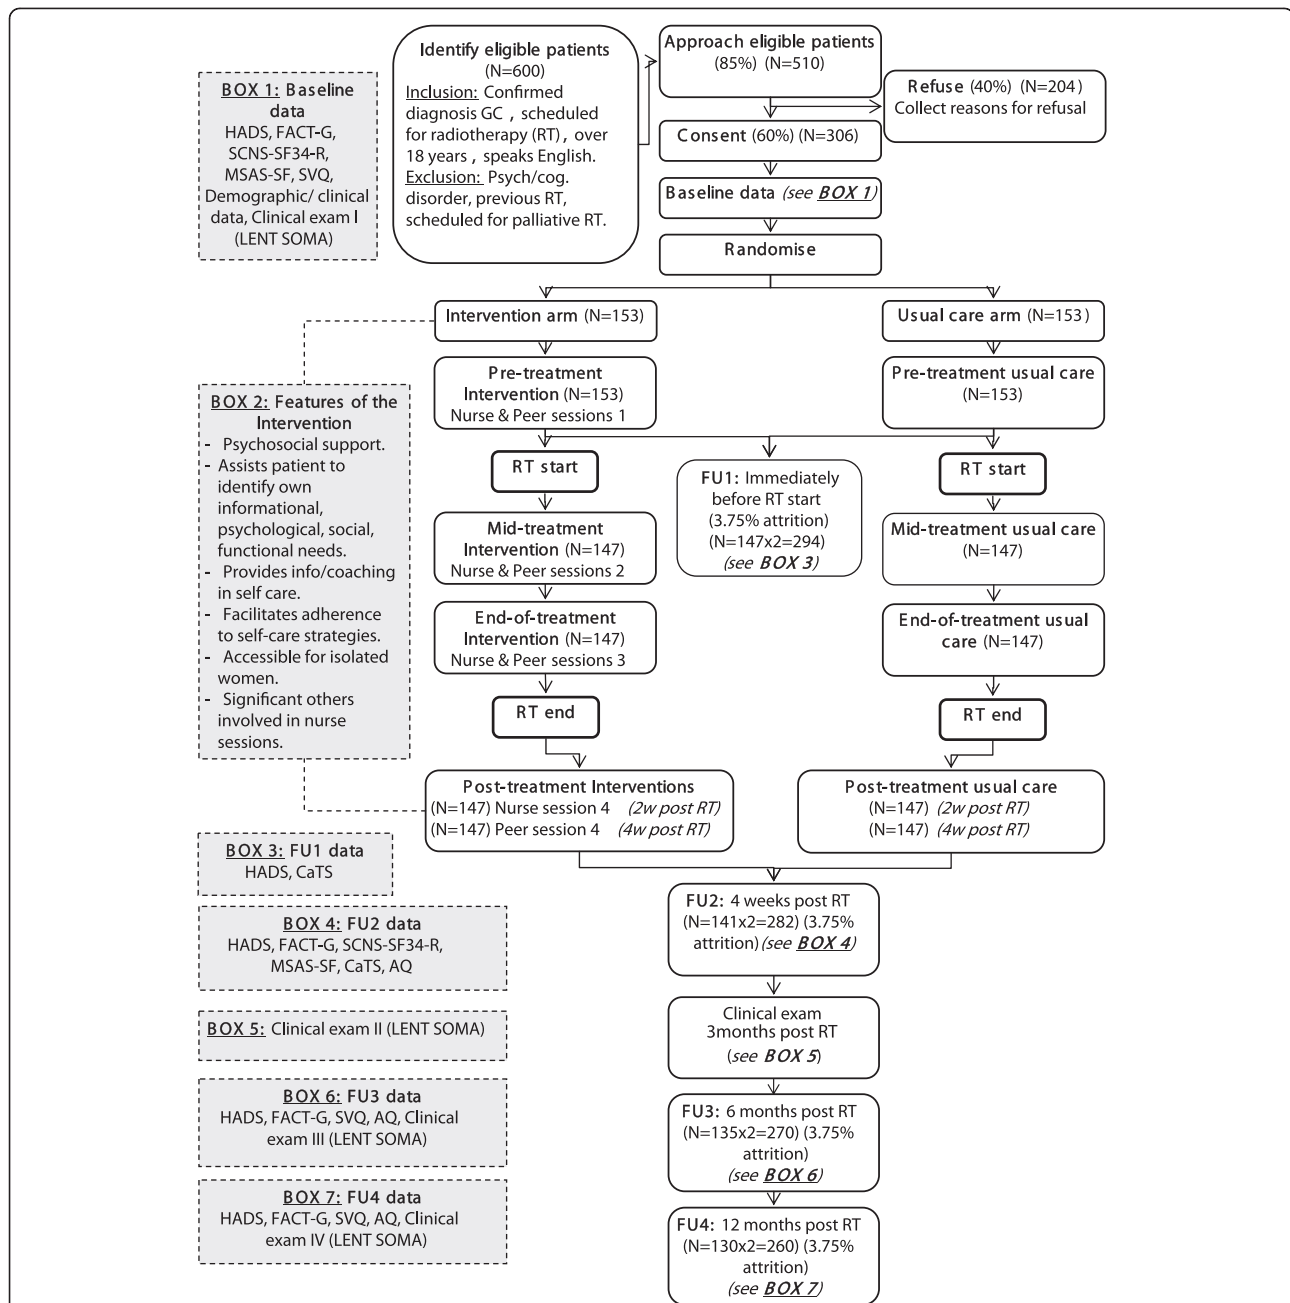 Identify eligible patients
(N=600)
Inclusion: Confirmed
diagnosis GC , scheduled
for radiotherapy (RT) , over
18 years , speaks English.
Exclusion: Psych/cog.
disorder, previous RT,
scheduled for palliative RT.
Approach eligible patients
(85%) (N=510)
Refuse (40%) (N=204)
Collect reasons for refusal
Consent (60%) (N=306)
Baseline data (see BOX 1)
Randomise
BOX 1: Baseline
data
HADS, FACT-G,
SCNS-SF34-R,
MSAS-SF, SVQ,
Demographic/ clinical
data, Clinical exam I
(LENT SOMA)
Intervention arm (N=153)
Usual care arm (N=153)
Pre-treatment
Intervention (N=153)
Nurse & Peer sessions 1
Pre-treatment usual care
(N=153)
BOX 2: Features of the
Intervention
- Psychosocial support.
- Assists patient to
identify own
informational,
psychological, social,
functional needs.
- Provides info/coaching
in self care.
- Facilitates adherence
to self-care strategies.
- Accessible for isolated
women.
- Significant others
involved in nurse
sessions.
RT start
FU1: Immediately
before RT start
(3.75% attrition)
(N=147x2=294)
(see BOX 3)
RT start
Mid-treatment
Intervention (N=147)
Nurse & Peer sessions 2
Mid-treatment usual care
(N=147)
End-of-treatment
Intervention (N=147)
Nurse & Peer sessions 3
End-of-treatment usual
care (N=147)
RT end
RT end
Post-treatment Interventions
(N=147) Nurse session 4 (2w post RT)
(N=147) Peer session 4 (4w post RT)
Post-treatment usual care
(N=147) (2w post RT)
(N=147) (4w post RT)
BOX 3: FU1 data
HADS, CaTS
BOX 4: FU2 data
HADS, FACT-G, SCNS-SF34-R,
MSAS-SF, CaTS, AQ
BOX 5: Clinical exam II (LENT SOMA)
BOX 6: FU3 data
HADS, FACT-G, SVQ, AQ, Clinical
exam III (LENT SOMA)
BOX 7: FU4 data
HADS, FACT-G, SVQ, AQ, Clinical
exam IV (LENT SOMA)
FU2: 4 weeks post RT
(N=141x2=282) (3.75%
attrition) (see BOX 4)
Clinical exam
3months post RT
(see BOX 5)
FU3: 6 months post RT
(N=135x2=270) (3.75%
attrition)
(see BOX 6)
FU4: 12 months post RT
(N=130x2=260) (3.75%
attrition)
(see BOX 7)